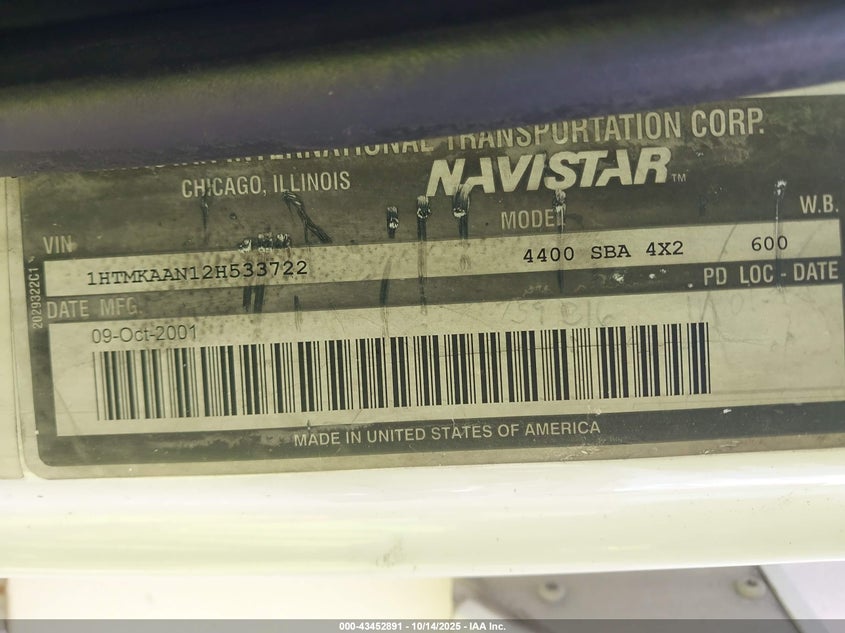 INTERNATIONAL TRANSPORTATION CORP.
CHICAGO, ILLINOIS
NAVISTAR™
VIN
MODEL
W.B.
1HTMKAAN12H533722
4400 SBA 4X2
600
DATE MFG
PD LOC - DATE
09-Oct-2001
2029322C1
MADE IN UNITED STATES OF AMERICA
000-43452891 - 10/14/2025 - IAA Inc.